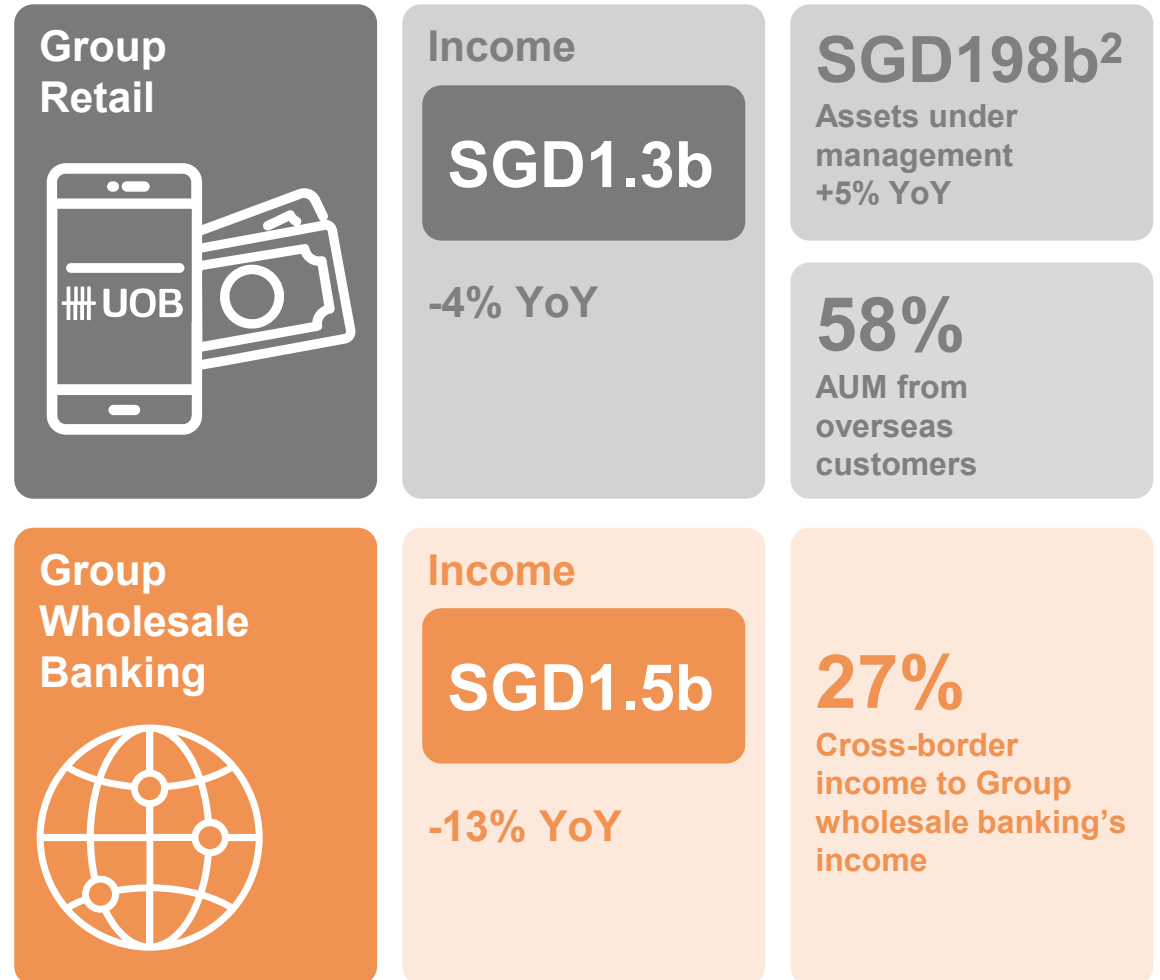 Group
Retail
UOB
Income
SGD1.3b
-4% YoY
SGD198b²
Assets under
management
+5% YoY
58%
AUM from
overseas
customers
Group
Wholesale
Banking
Income
SGD1.5b
-13% YoY
27%
Cross-border
income to Group
wholesale banking’s
income